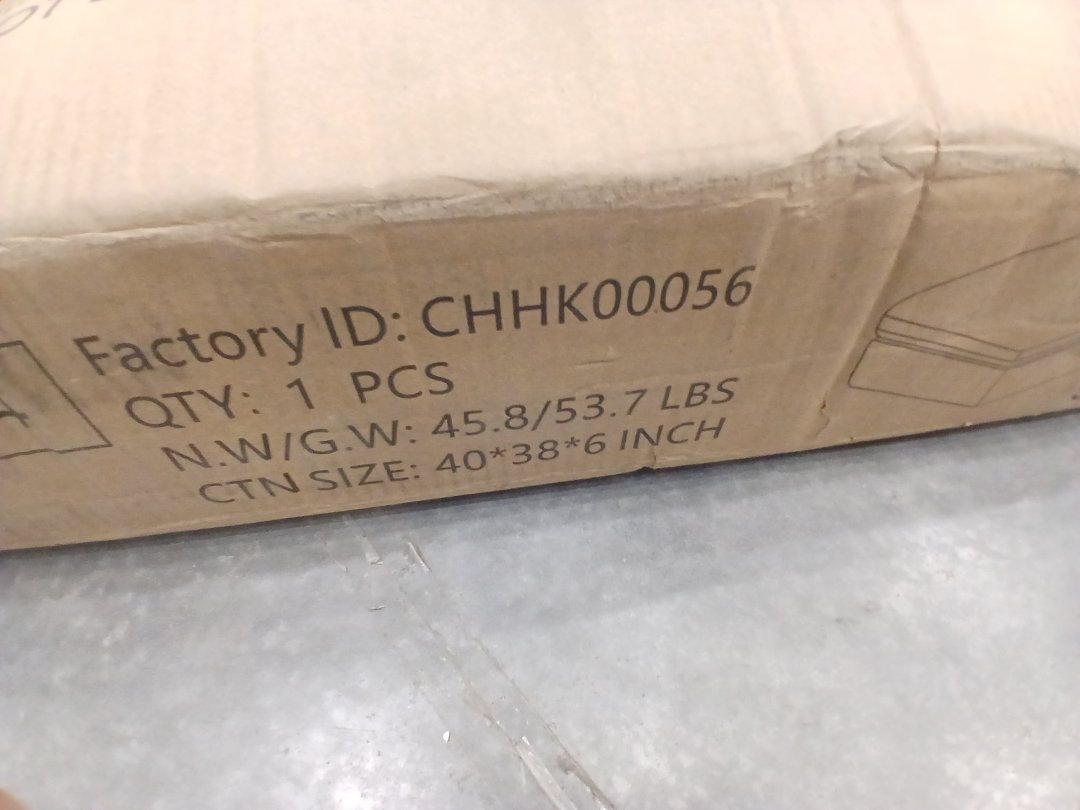 Factory ID: CHHK00056
QTY: 1 PCS
N.W/G.W: 45.8/53.7 LBS
CTN SIZE: 40*38*6 INCH